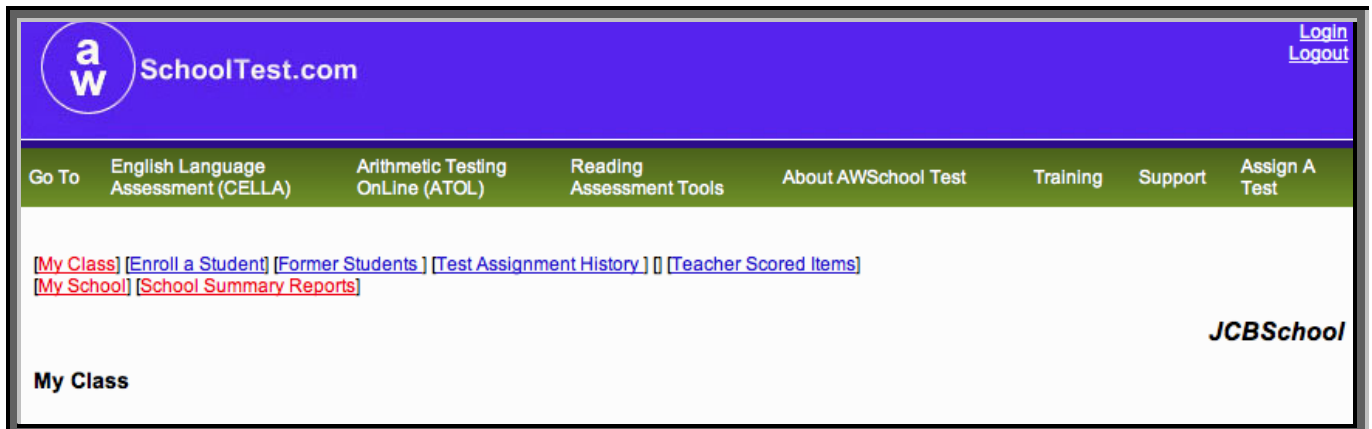 a
w
SchoolTest.com
Login
Logout
Go To
English Language
Assessment (CELLA)
Arithmetic Testing
OnLine (ATOL)
Reading
Assessment Tools
About AWSchool Test
Training
Support
Assign A
Test
[My Class] [Enroll a Student] [Former Students ] [Test Assignment History ] [] [Teacher Scored Items]
[My School] [School Summary Reports]
JCBSchool
My Class